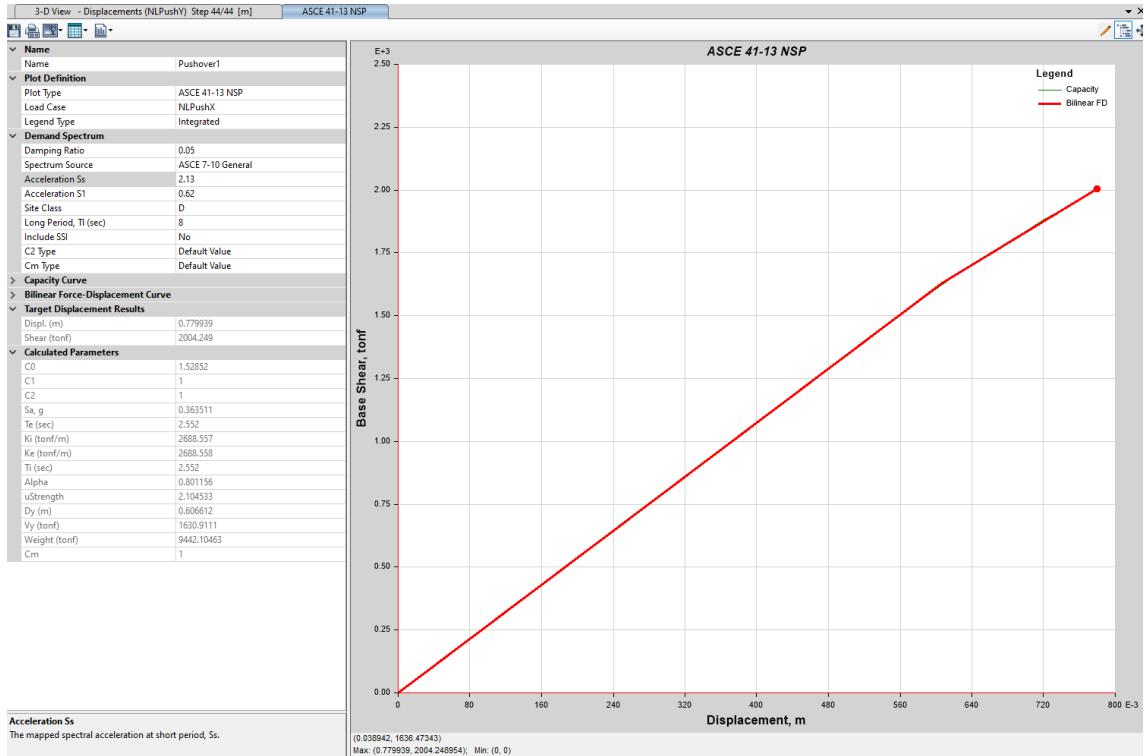 3-D View - Displacements (NLPushY) Step 44/44 [m]
ASCE 41-13 NSP
Name
Name Pushover1
Plot Definition
Plot Type ASCE 41-13 NSP
Load Case NLPushX
Legend Type Integrated
Demand Spectrum
Damping Ratio 0.05
Spectrum Source ASCE 7-10 General
Acceleration Ss 2.13
Acceleration S1 0.62
Site Class D
Long Period, Tl (sec) 8
Include SSI No
C2 Type Default Value
Cm Type Default Value
Capacity Curve
Bilinear Force-Displacement Curve
Target Displacement Results
Displ. (m) 0.779939
Shear (tonf) 2004.249
Calculated Parameters
C0 1.52852
C1 1
C2 1
Sa, g 0.363511
Te (sec) 2.552
Ki (tonf/m) 2688.557
Ke (tonf/m) 2688.558
Ti (sec) 2.552
Alpha 0.801156
uStrength 2.104533
Dy (m) 0.606612
Vy (tonf) 1630.9111
Weight (tonf) 9442.10463
Cm 1
Acceleration Ss
The mapped spectral acceleration at short period, Ss.
ASCE 41-13 NSP
E+3
2.50
2.25
2.00
1.75
1.50
1.25
1.00
0.75
0.50
0.25
0.00
Base Shear, tonf
Legend
Capacity
Bilinear FD
0 80 160 240 320 400 480 560 640 720 800 E-3
Displacement, m
(0.038942, 1636.47343)
Max: (0.779939, 2004.248954); Min: (0, 0)